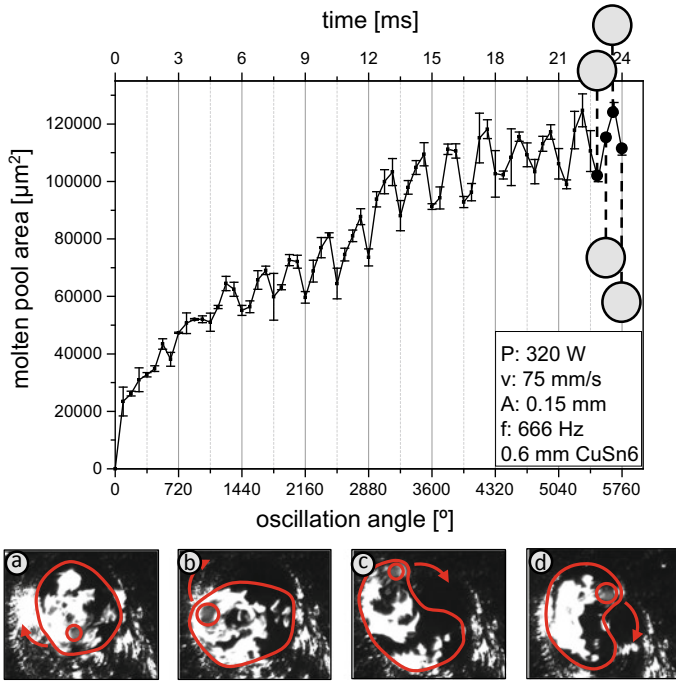 time [ms]
0 3 6 9 12 15 18 21 24
molten pool area [µm²]
120000
100000
80000
60000
40000
20000
0
P: 320 W
v: 75 mm/s
A: 0.15 mm
f: 666 Hz
0.6 mm CuSn6
0 720 1440 2160 2880 3600 4320 5040 5760
oscillation angle [º]
a b c d